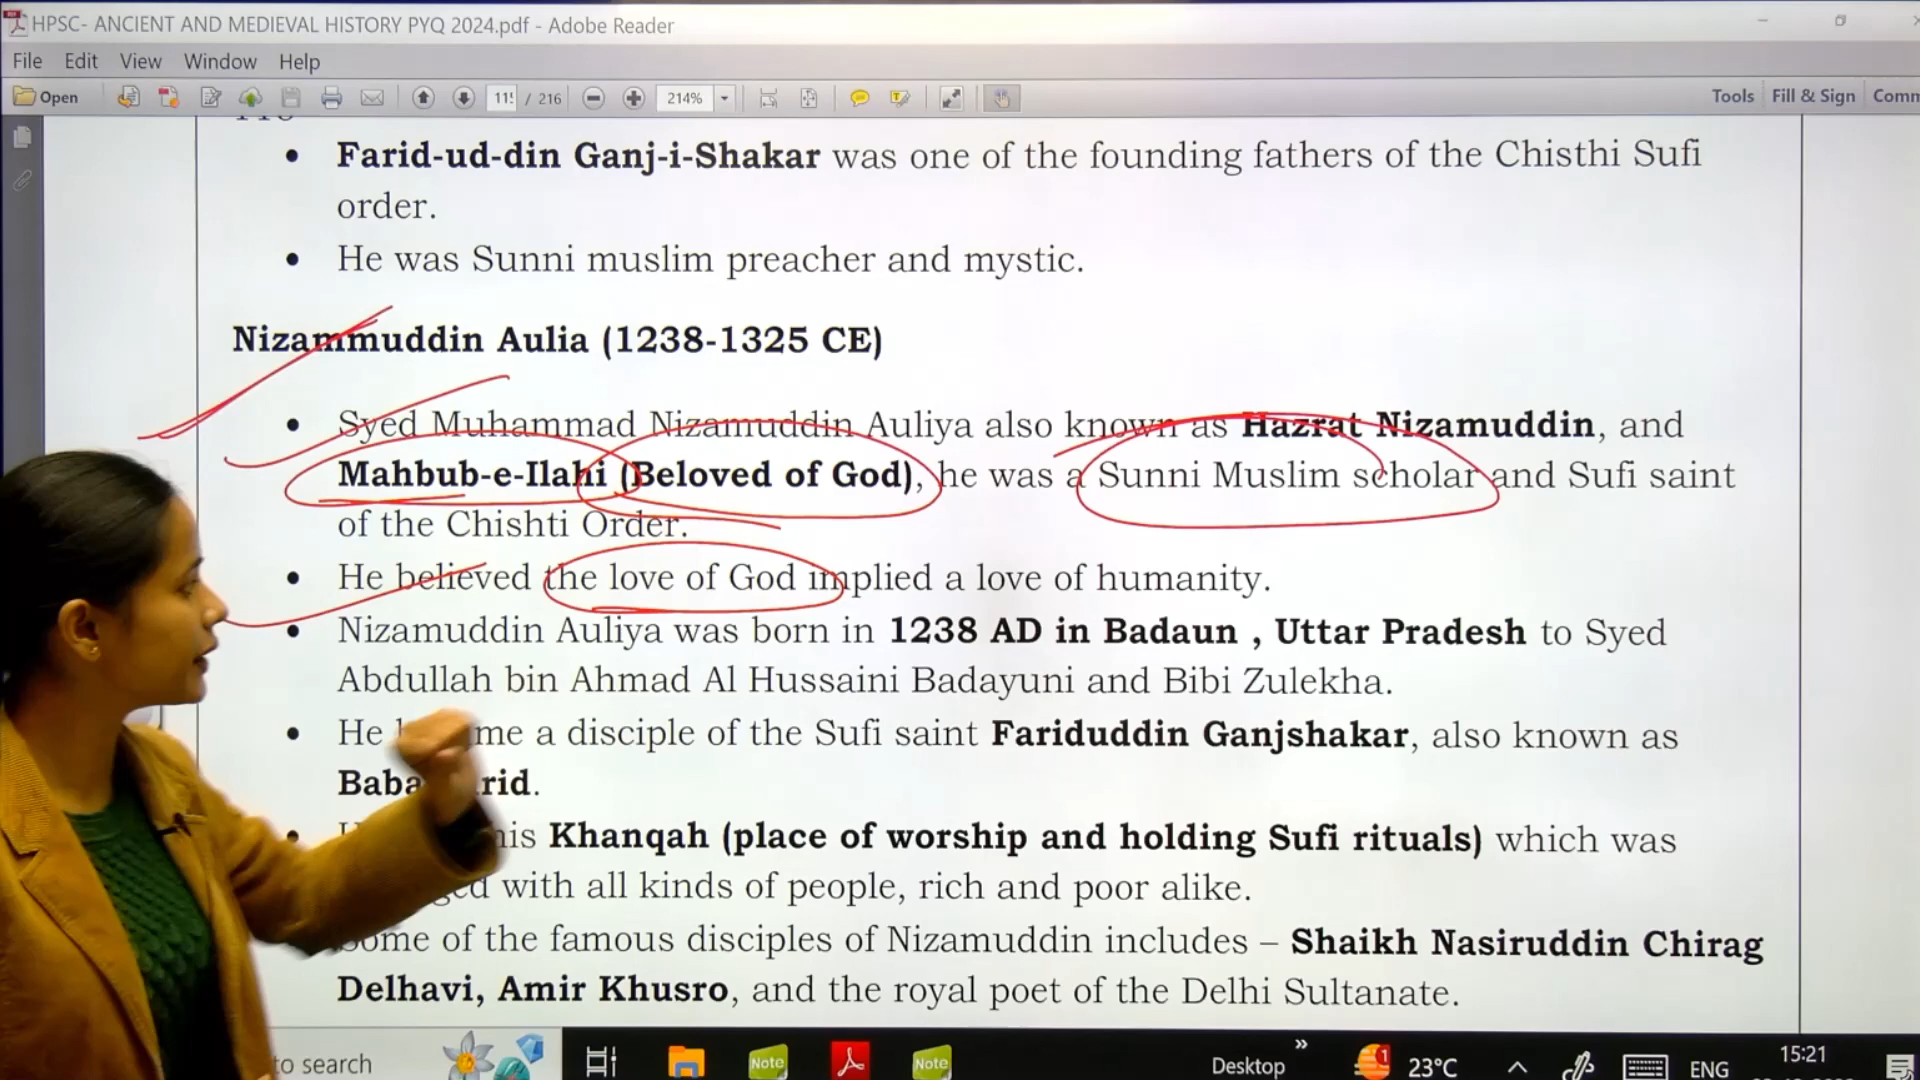 HPSC- ANCIENT AND MEDIEVAL HISTORY PYQ 2024.pdf - Adobe Reader
File Edit View Window Help
Open / 216 214% Tools Fill & Sign Comm
• Farid-ud-din Ganj-i-Shakar was one of the founding fathers of the Chisthi Sufi
order.
• He was Sunni muslim preacher and mystic.
Nizammuddin Aulia (1238-1325 CE)
• Syed Muhammad Nizamuddin Auliya also known as Hazrat Nizamuddin, and
Mahbub-e-Ilahi (Beloved of God), he was a Sunni Muslim scholar and Sufi saint
of the Chishti Order.
• He believed the love of God implied a love of humanity.
• Nizamuddin Auliya was born in 1238 AD in Badaun , Uttar Pradesh to Syed
Abdullah bin Ahmad Al Hussaini Badayuni and Bibi Zulekha.
• He a disciple of the Sufi saint Fariduddin Ganjshakar, also known as
• his Khanqah (place of worship and holding Sufi rituals) which was
with all kinds of people, rich and poor alike.
Some of the famous disciples of Nizamuddin includes – Shaikh Nasiruddin Chirag
Delhavi, Amir Khusro, and the royal poet of the Delhi Sultanate.
to search Note Note Desktop » 1 23°C ENG 15:21